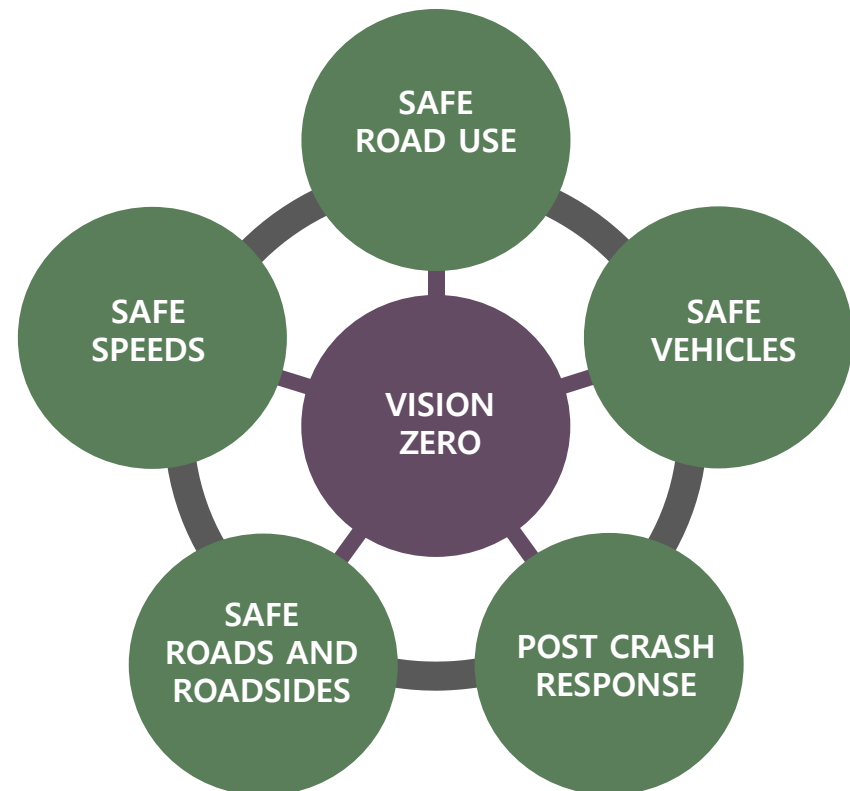 SAFE
ROAD USE
SAFE
SPEEDS
SAFE
VEHICLES
VISION
ZERO
SAFE
ROADS AND
ROADSIDES
POST CRASH
RESPONSE